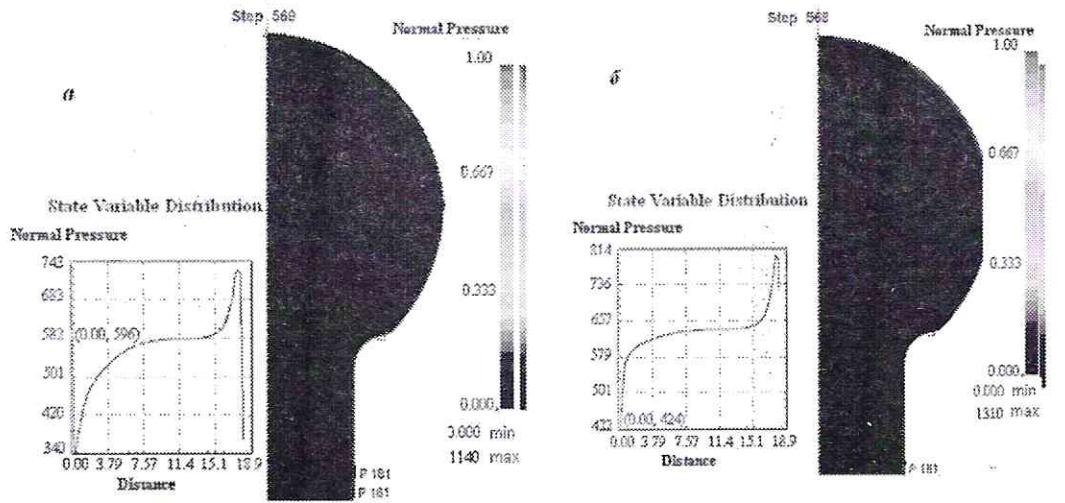 Step 569
Normal Pressure
1.00
0.667
0.333
0.000
0.000 min
1140 max
а
State Variable Distribution
Normal Pressure
743
683
583
501
420
340
(0.00, 596)
0.00 3.79 7.57 11.4 15.1 18.9
Distance
P 181
P 181
Step 568
Normal Pressure
1.00
0.667
0.333
0.000
0.000 min
1310 max
б
State Variable Distribution
Normal Pressure
814
736
657
579
501
(0.00, 424)
0.00 3.79 7.57 11.4 15.1 18.9
Distance